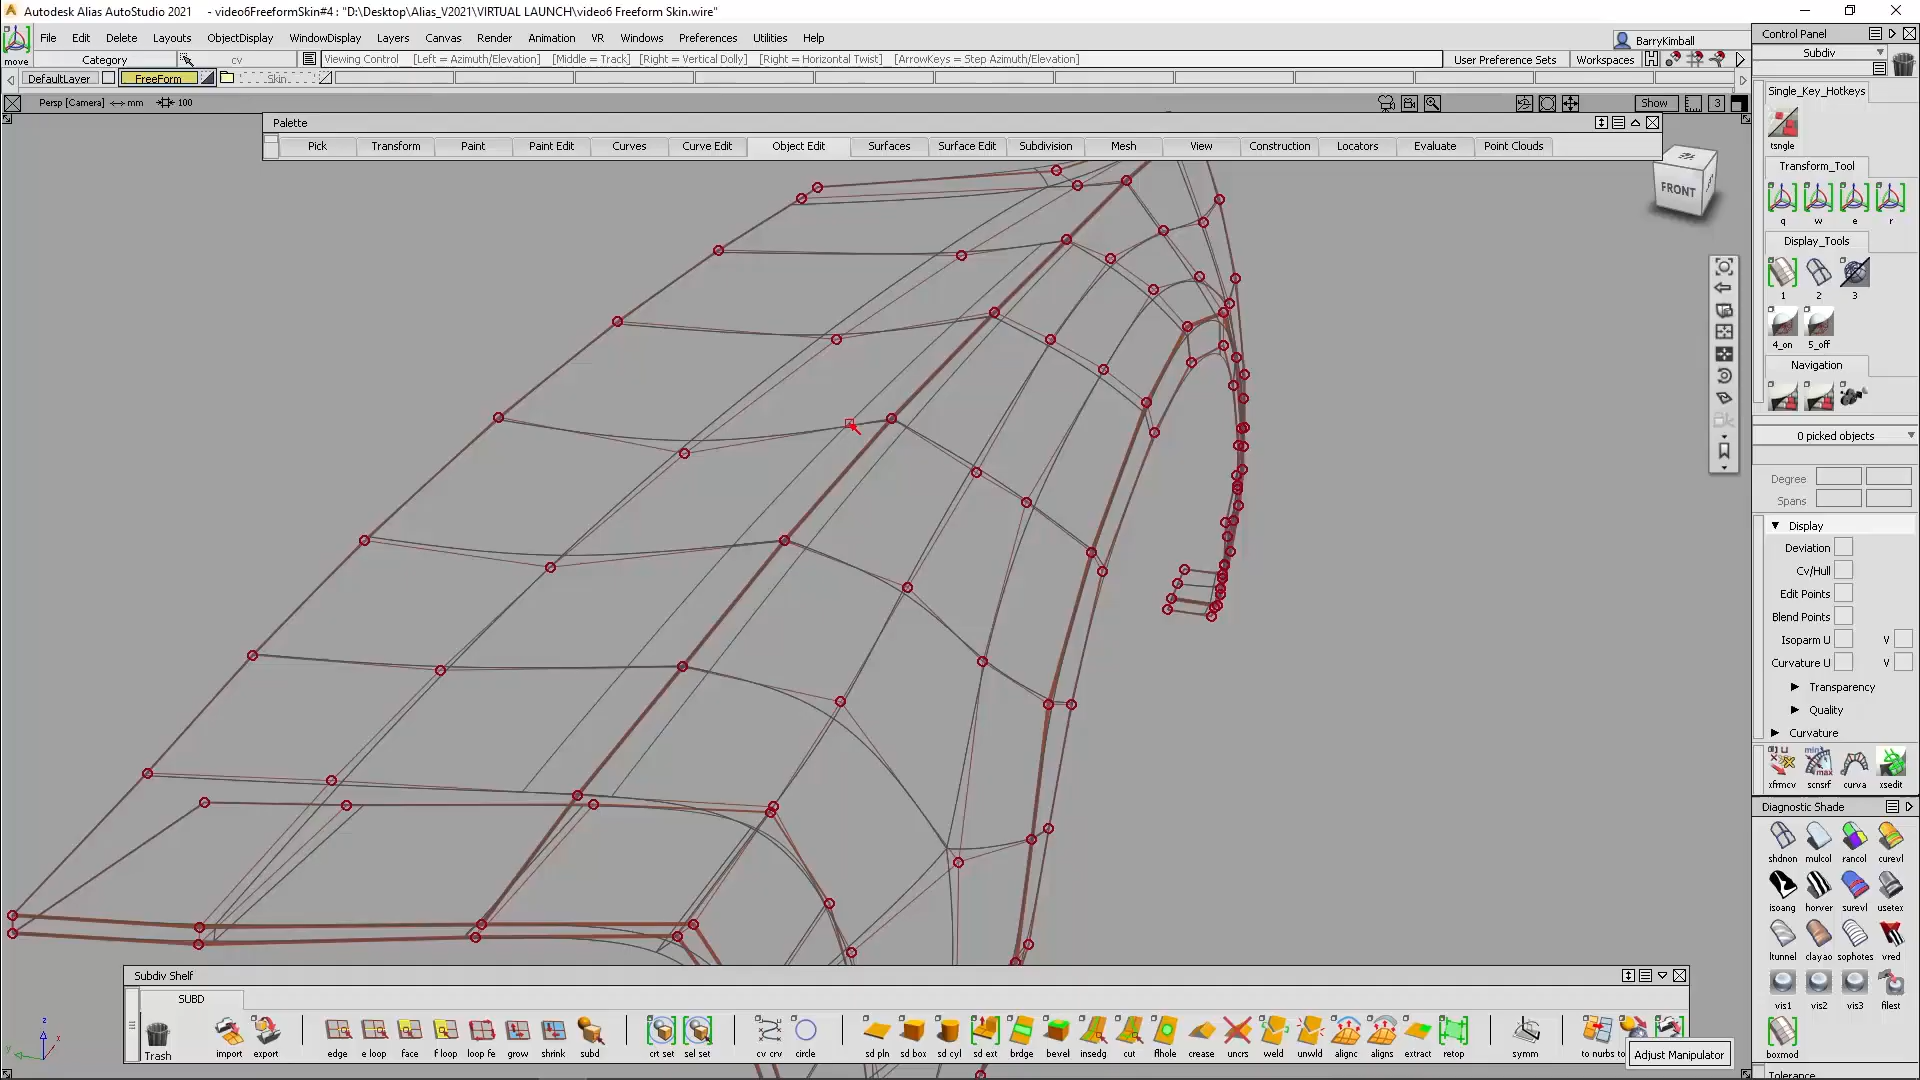 Autodesk Alias AutoStudio 2021 - video6FreeformSkin#4 : "D:\Desktop\Alias_V2021\VIRTUAL LAUNCH\video6 Freeform Skin.wire"
File Edit Delete Layouts ObjectDisplay WindowDisplay Layers Canvas Render Animation VR Windows Preferences Utilities Help
BarryKimball
move Category cv Viewing Control [Left = Azimuth/Elevation] [Middle = Track] [Right = Vertical Dolly] [Right = Horizontal Twist] [ArrowKeys = Step Azimuth/Elevation] User Preference Sets Workspaces
DefaultLayer FreeForm Skin
Persp [Camera] mm 100 Show 3
Palette
Pick Transform Paint Paint Edit Curves Curve Edit Object Edit Surfaces Surface Edit Subdivision Mesh View Construction Locators Evaluate Point Clouds
FRONT
Control Panel
Subdiv
Single_Key_Hotkeys
tsngle
Transform_Tool
q w e r
Display_Tools
1 2 3
4_on 5_off
Navigation
0 picked objects
Degree
Spans
Display
Deviation
Cv/Hull
Edit Points
Blend Points
Isoparm U V
Curvature U V
Transparency
Quality
Curvature
xfrmcv scnsrf curva xsedit
Diagnostic Shade
shdnon mulcol rancol curevl
isoang horver surevl usetex
ltunnel clayao sophotes vred
vis1 vis2 vis3 filest
boxmod
Tolerance
z
x
y
Subdiv Shelf
SUBD
Trash import export edge e loop face f loop loop fe grow shrink subd crt set sel set cv crv circle sd pln sd box sd cyl sd ext brdge bevel insedg cut flhole crease uncrs weld unwld alignc aligns extract retop symm to nurbs
Adjust Manipulator